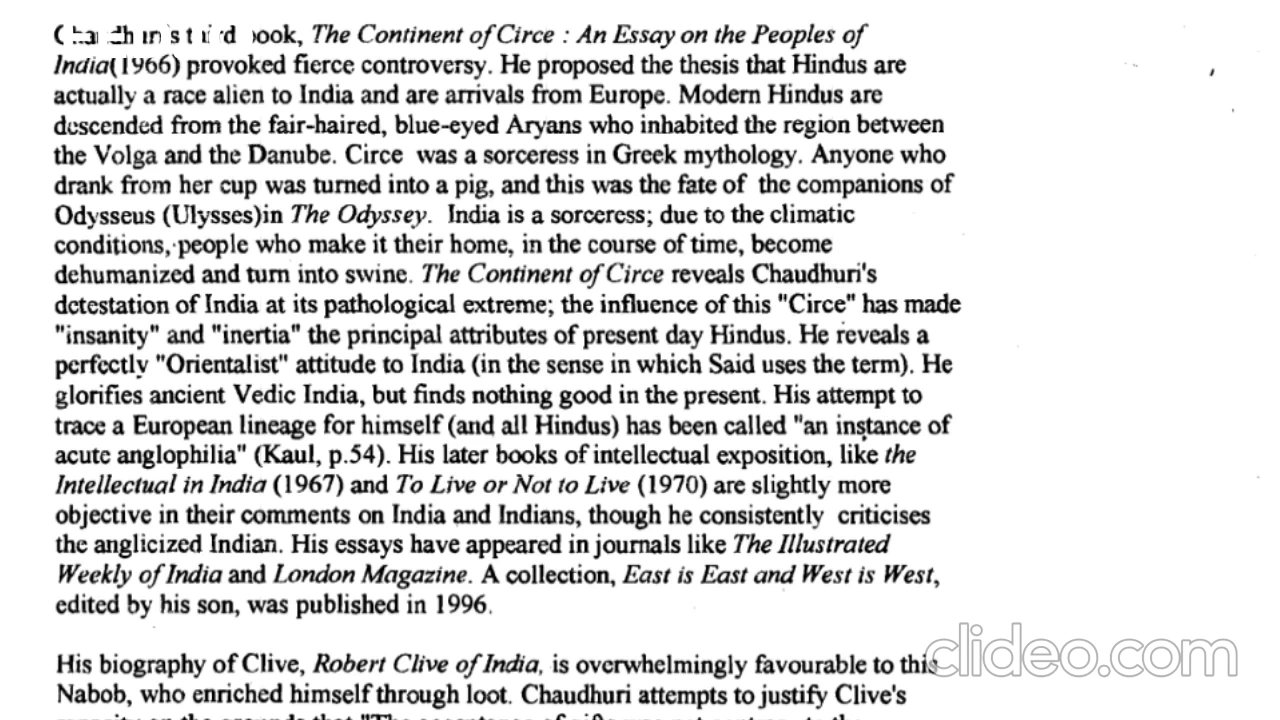 Chaudhuri's third book, The Continent of Circe : An Essay on the Peoples of
India(1966) provoked fierce controversy. He proposed the thesis that Hindus are
actually a race alien to India and are arrivals from Europe. Modern Hindus are
descended from the fair-haired, blue-eyed Aryans who inhabited the region between
the Volga and the Danube. Circe was a sorceress in Greek mythology. Anyone who
drank from her cup was turned into a pig, and this was the fate of the companions of
Odysseus (Ulysses)in The Odyssey. India is a sorceress; due to the climatic
conditions, people who make it their home, in the course of time, become
dehumanized and turn into swine. The Continent of Circe reveals Chaudhuri's
detestation of India at its pathological extreme; the influence of this "Circe" has made
"insanity" and "inertia" the principal attributes of present day Hindus. He reveals a
perfectly "Orientalist" attitude to India (in the sense in which Said uses the term). He
glorifies ancient Vedic India, but finds nothing good in the present. His attempt to
trace a European lineage for himself (and all Hindus) has been called "an instance of
acute anglophilia" (Kaul, p.54). His later books of intellectual exposition, like the
Intellectual in India (1967) and To Live or Not to Live (1970) are slightly more
objective in their comments on India and Indians, though he consistently criticises
the anglicized Indian. His essays have appeared in journals like The Illustrated
Weekly of India and London Magazine. A collection, East is East and West is West,
edited by his son, was published in 1996.
His biography of Clive, Robert Clive of India, is overwhelmingly favourable to this
Nabob, who enriched himself through loot. Chaudhuri attempts to justify Clive's
clideo.com